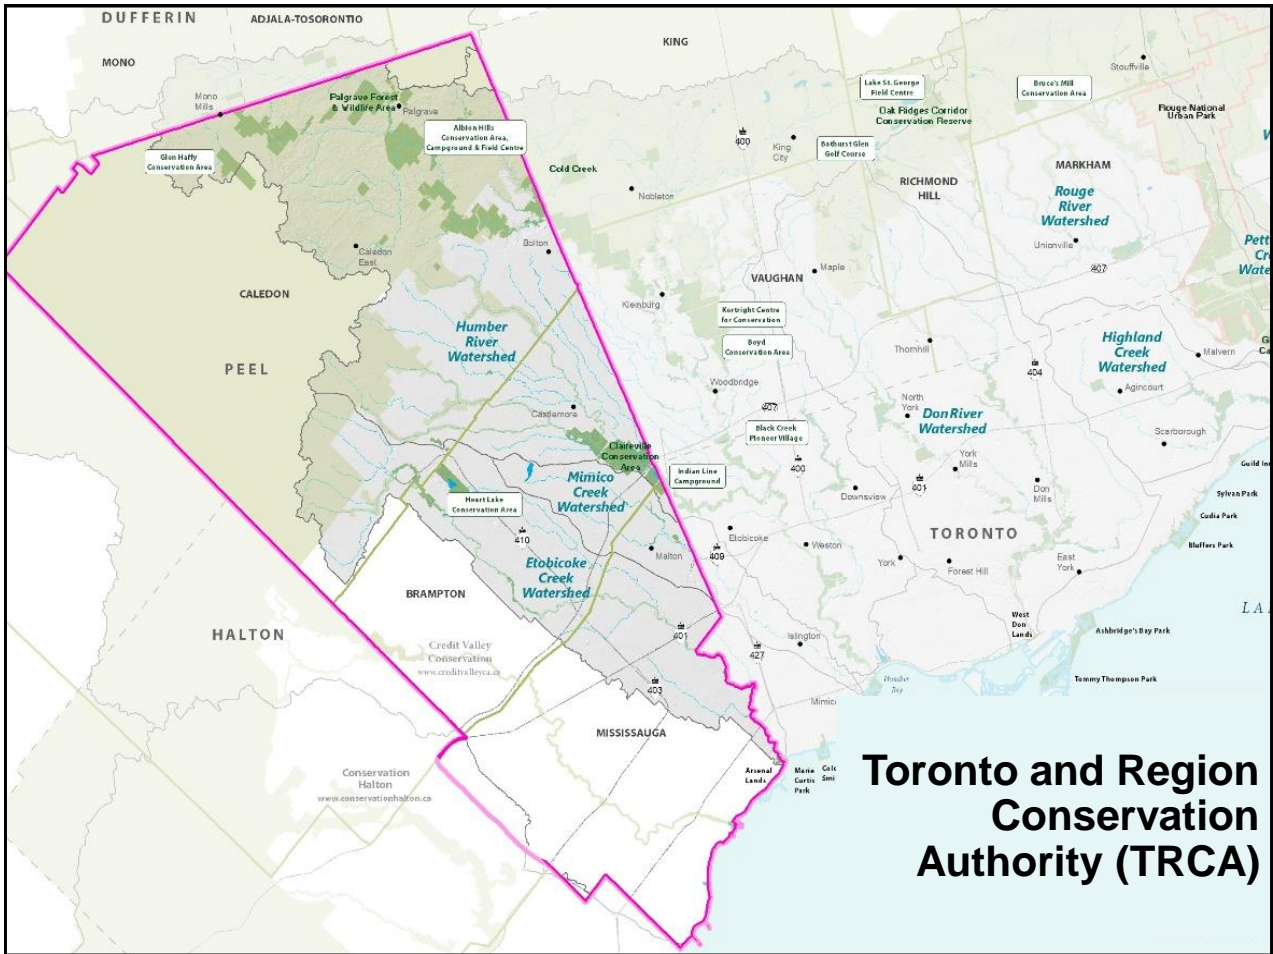 DUFFERIN
ADJALA-TOSORONTIO
KING
MONO
Stouffville
Mono
Mills
Palgrave Forest
& Wildlife Area
Palgrave
Lake St. George
Field Centre
Bruce's Mill
Conservation Area
Oak Ridges Corridor
Conservation Reserve
Rouge National
Urban Park
Albion Hills
Conservation Area,
Campground & Field Centre
400
King
City
Bathurst Glen
Golf Course
Glen Haffy
Conservation Area
Cold Creek
MARKHAM
RICHMOND
HILL
Nobleton
Rouge
River
Watershed
Caledon
East
Bolton
Unionville
407
Maple
VAUGHAN
CALEDON
Kleinburg
Kortright Centre
for Conservation
Humber
River
Watershed
Boyd
Conservation Area
Thornhill
Highland
Creek
Watershed
Malvern
PEEL
404
Woodbridge
Agincourt
North
York
Don River
Watershed
Castlemore
407
Black Creek
Pioneer Village
Scarborough
Claireville
Conservation
Area
400
York
Mills
Indian Line
Campground
Mimico
Creek
Watershed
401
Don
Mills
Downsview
Heart Lake
Conservation Area
Sylvan Park
Cudia Park
410
Etobicoke
409
Weston
TORONTO
Bluffers Park
Malton
Etobicoke
Creek
Watershed
York
Forest Hill
East
York
BRAMPTON
West
Don
Lands
HALTON
401
Islington
427
Ashbridge's Bay Park
Credit Valley
Conservation
www.creditvalleyca.ca
403
Humber
Bay
Tommy Thompson Park
Mimico
MISSISSAUGA
Conservation
Halton
www.conservationhalton.ca
Arsenal
Lands
Marie
Curtis
Park
Toronto and Region
Conservation
Authority (TRCA)